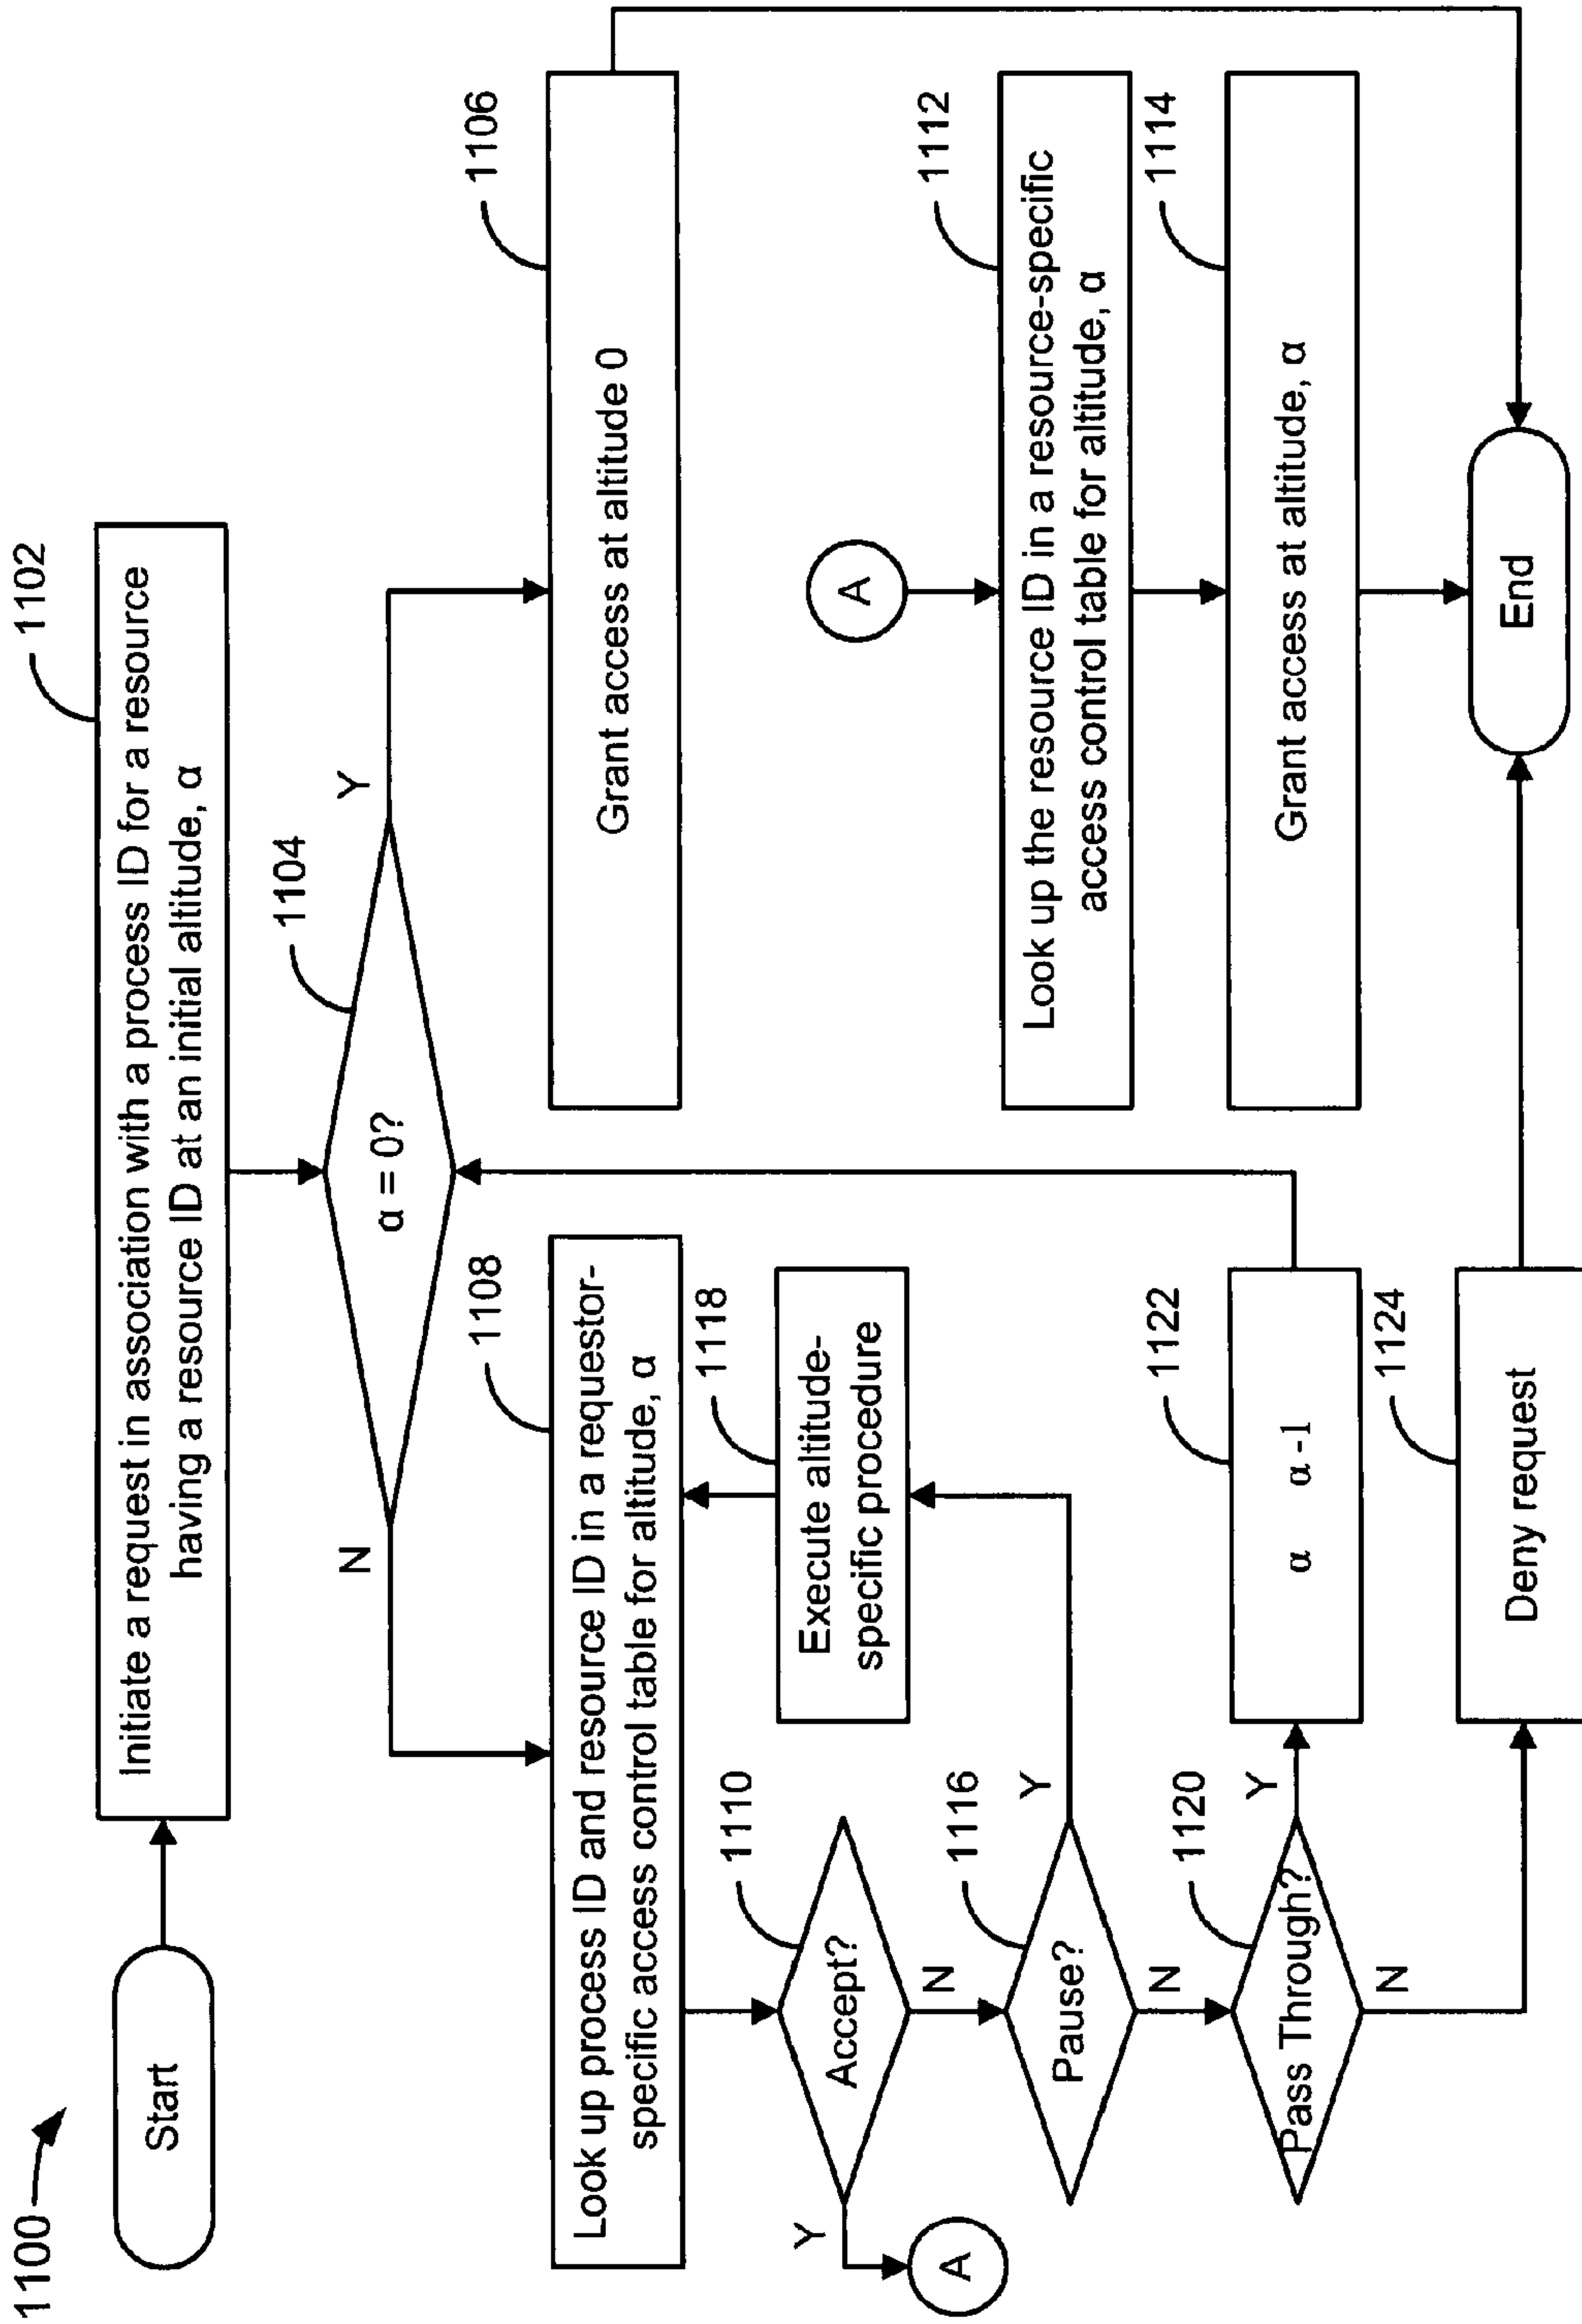 1100
Start
1102
Initiate a request in association with a process ID for a resource
having a resource ID at an initial altitude, α
1104
α = 0?
N
Y
1106
Grant access at altitude 0
1108
Look up process ID and resource ID in a requestor-
specific access control table for altitude, α
1110
Accept?
Y
A
N
1116
Pause?
Y
N
1118
Execute altitude-
specific procedure
1120
Pass Through?
Y
N
1122
α α -1
1124
Deny request
A
1112
Look up the resource ID in a resource-specific
access control table for altitude, α
1114
Grant access at altitude, α
End